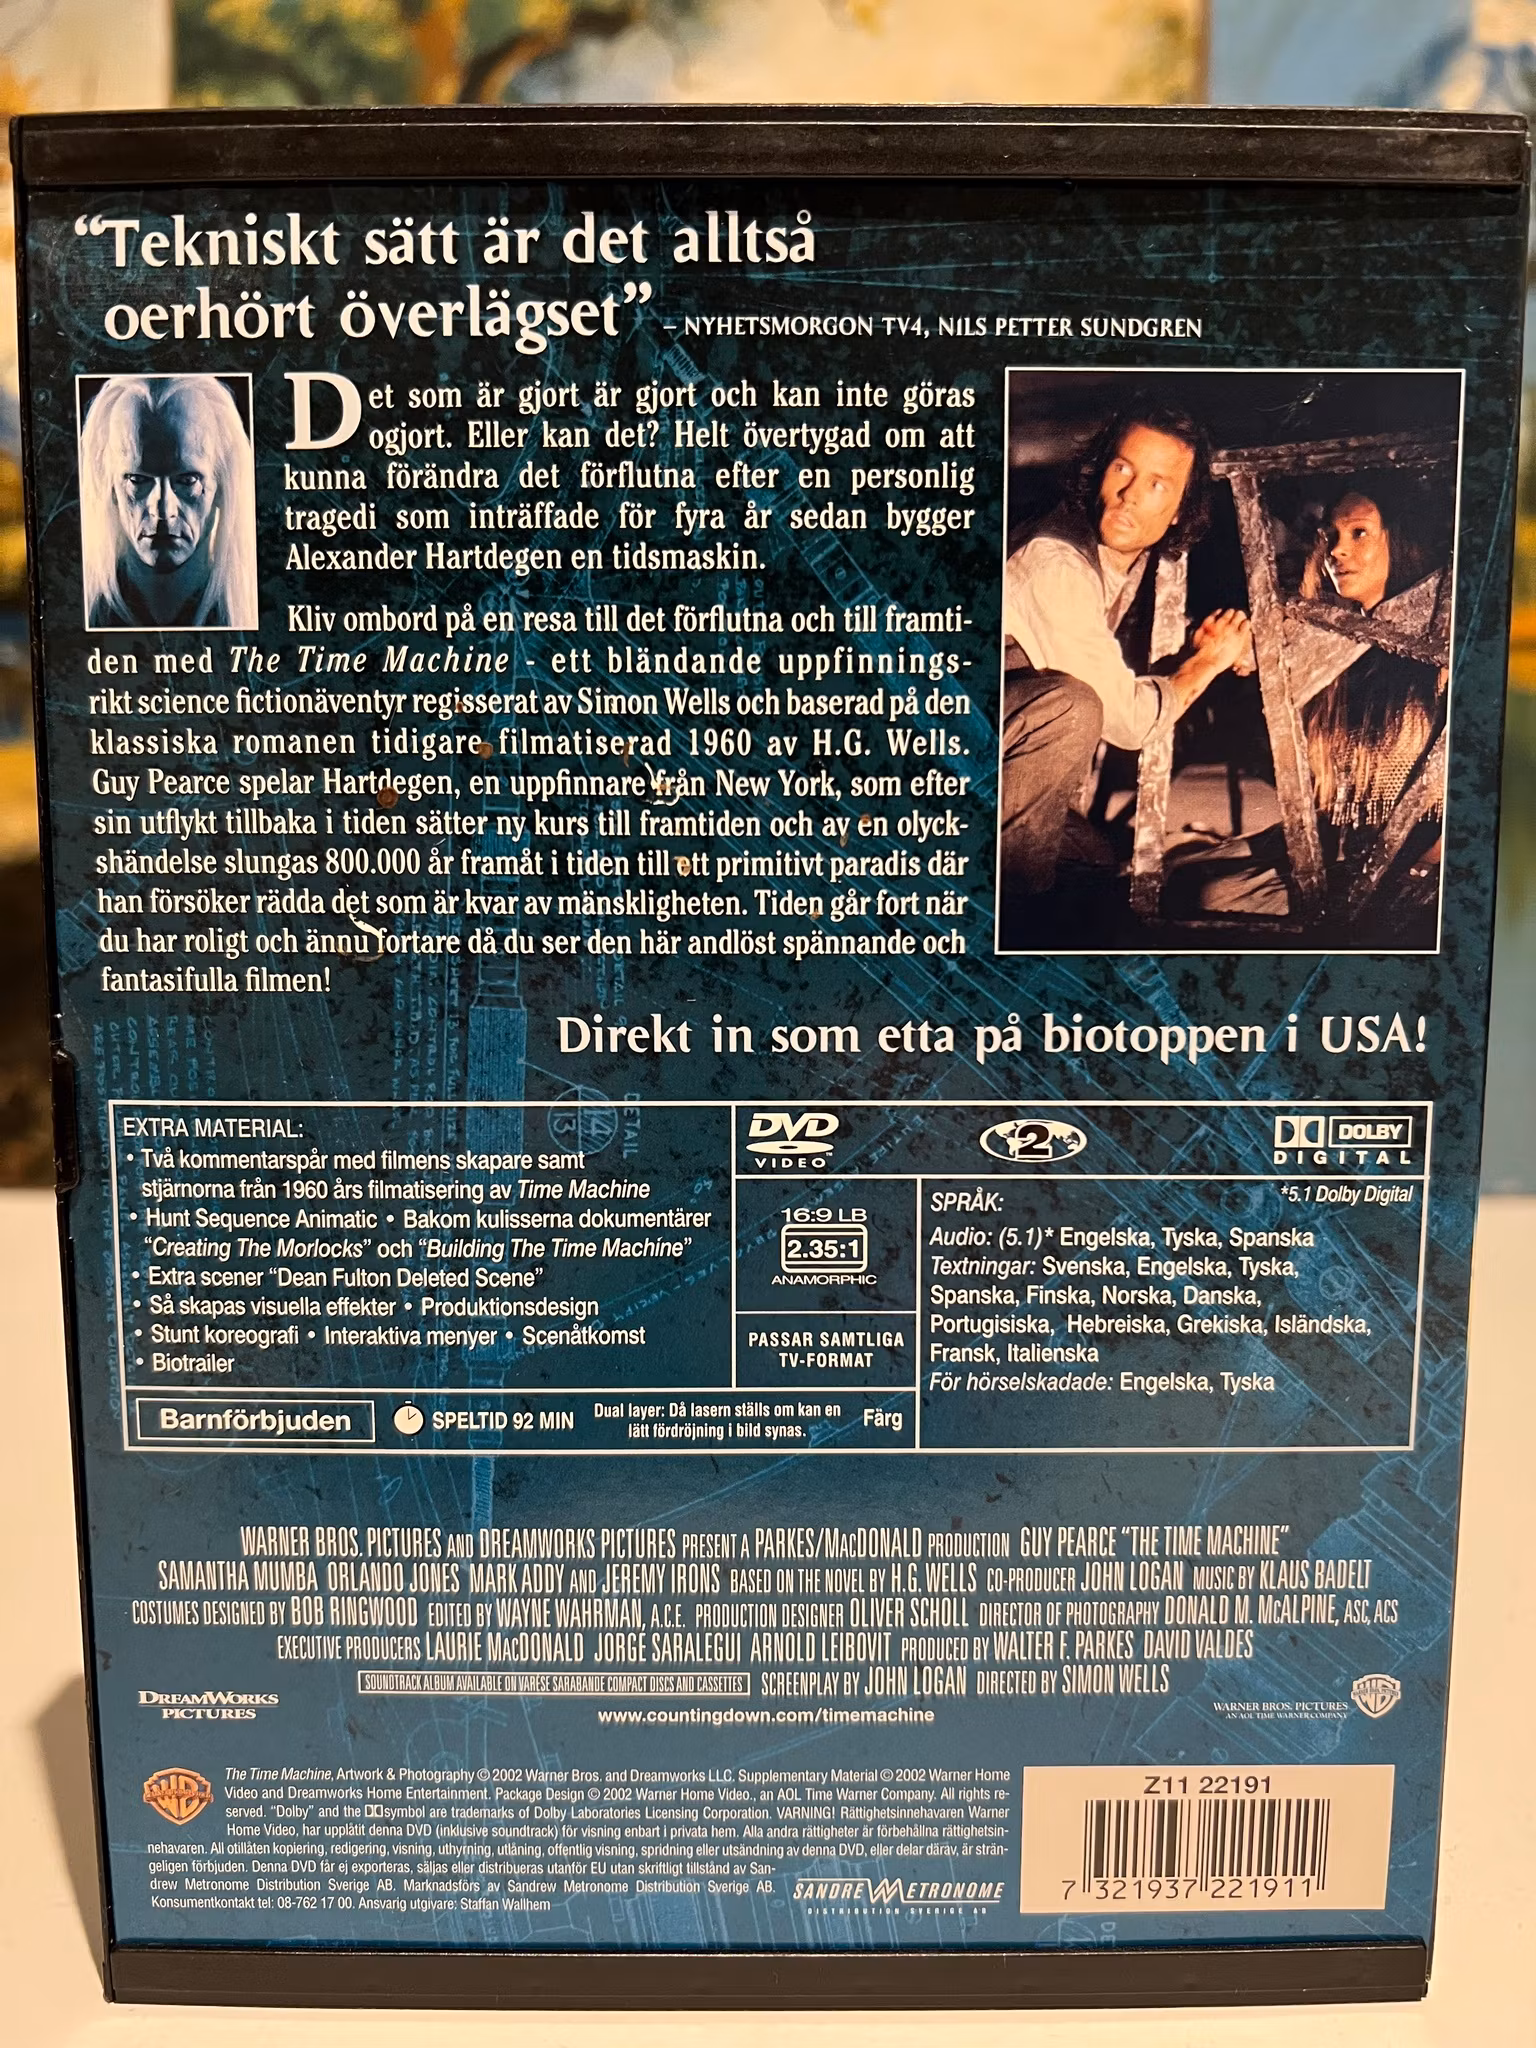 “Tekniskt sätt är det alltså
oerhört överlägset” – NYHETSMORGON TV4, NILS PETTER SUNDGREN
Det som är gjort är gjort och kan inte göras
ogjort. Eller kan det? Helt övertygad om att
kunna förändra det förflutna efter en personlig
tragedi som inträffade för fyra år sedan bygger
Alexander Hartdegen en tidsmaskin.
Kliv ombord på en resa till det förflutna och till framti-
den med The Time Machine - ett bländande uppfinnings-
rikt science fictionäventyr regisserat av Simon Wells och baserad på den
klassiska romanen tidigare filmatiserad 1960 av H.G. Wells.
Guy Pearce spelar Hartdegen, en uppfinnare från New York, som efter
sin utflykt tillbaka i tiden sätter ny kurs till framtiden och av en olyck-
shändelse slungas 800.000 år framåt i tiden till ett primitivt paradis där
han försöker rädda det som är kvar av mänskligheten. Tiden går fort när
du har roligt och ännu fortare då du ser den här andlöst spännande och
fantasifulla filmen!
Direkt in som etta på biotoppen i USA!
EXTRA MATERIAL:
• Två kommentarspår med filmens skapare samt
stjärnorna från 1960 års filmatisering av Time Machine
• Hunt Sequence Animatic • Bakom kulisserna dokumentärer
“Creating The Morlocks” och “Building The Time Machine”
• Extra scener “Dean Fulton Deleted Scene”
• Så skapas visuella effekter • Produktionsdesign
• Stunt koreografi • Interaktiva menyer • Scenåtkomst
• Biotrailer
DVD
VIDEO
2
DOLBY
DIGITAL
16:9 LB
2.35:1
ANAMORPHIC
PASSAR SAMTLIGA
TV-FORMAT
*5.1 Dolby Digital
SPRÅK:
Audio: (5.1)* Engelska, Tyska, Spanska
Textningar: Svenska, Engelska, Tyska,
Spanska, Finska, Norska, Danska,
Portugisiska, Hebreiska, Grekiska, Isländska,
Fransk, Italienska
För hörselskadade: Engelska, Tyska
Barnförbjuden
SPELTID 92 MIN
Dual layer: Då lasern ställs om kan en
lätt fördröjning i bild synas.
Färg
WARNER BROS. PICTURES AND DREAMWORKS PICTURES PRESENT A PARKES/MACDONALD PRODUCTION GUY PEARCE “THE TIME MACHINE”
SAMANTHA MUMBA ORLANDO JONES MARK ADDY AND JEREMY IRONS BASED ON THE NOVEL BY H.G. WELLS CO-PRODUCER JOHN LOGAN MUSIC BY KLAUS BADELT
COSTUMES DESIGNED BY BOB RINGWOOD EDITED BY WAYNE WAHRMAN, A.C.E. PRODUCTION DESIGNER OLIVER SCHOLL DIRECTOR OF PHOTOGRAPHY DONALD M. McALPINE, ASC, ACS
EXECUTIVE PRODUCERS LAURIE MACDONALD JORGE SARALEGUI ARNOLD LEIBOVIT PRODUCED BY WALTER F. PARKES DAVID VALDES
SOUNDTRACK ALBUM AVAILABLE ON VARÈSE SARABANDE COMPACT DISCS AND CASSETTES SCREENPLAY BY JOHN LOGAN DIRECTED BY SIMON WELLS
DREAMWORKS
PICTURES
www.countingdown.com/timemachine
WARNER BROS. PICTURES
AN AOL TIME WARNER COMPANY
The Time Machine, Artwork & Photography © 2002 Warner Bros. and Dreamworks LLC. Supplementary Material © 2002 Warner Home
Video and Dreamworks Home Entertainment. Package Design © 2002 Warner Home Video., an AOL Time Warner Company. All rights re-
served. “Dolby” and the symbol are trademarks of Dolby Laboratories Licensing Corporation. VARNING! Rättighetsinnehavaren Warner
Home Video, har upplåtit denna DVD (inklusive soundtrack) för visning enbart i privata hem. Alla andra rättigheter är förbehållna rättighetsin-
nehavaren. All otillåten kopiering, redigering, visning, uthyrning, utlåning, offentlig visning, spridning eller utsändning av denna DVD, eller delar därav, är strän-
geligen förbjuden. Denna DVD får ej exporteras, säljas eller distribueras utanför EU utan skriftligt tillstånd av San-
drew Metronome Distribution Sverige AB. Marknadsförs av Sandrew Metronome Distribution Sverige AB.
Konsumentkontakt tel: 08-762 17 00. Ansvarig utgivare: Staffan Wallhem
SANDREW METRONOME
DISTRIBUTION SVERIGE AB
Z11 22191
7 321937 221911